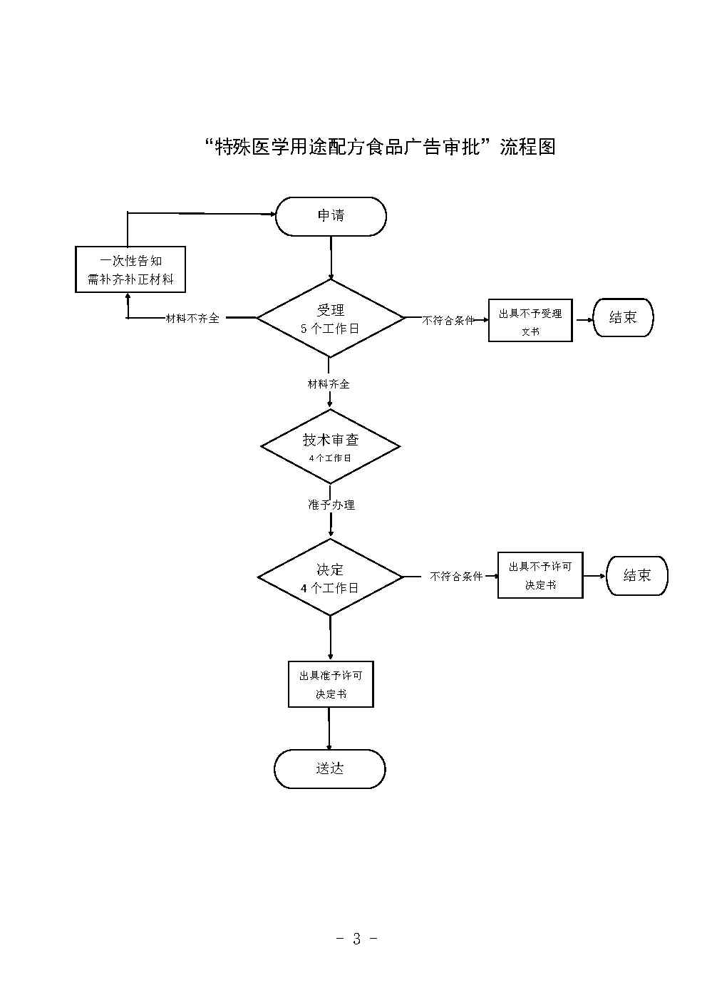 “特殊医学用途配方食品广告审批”流程图
申请
一次性告知
需补齐补正材料
材料不齐全
受理
5 个工作日
不符合条件
出具不予受理
文书
结束
材料齐全
技术审查
4 个工作日
准予办理
决定
4 个工作日
不符合条件
出具不予许可
决定书
结束
出具准予许可
决定书
送达
- 3 -